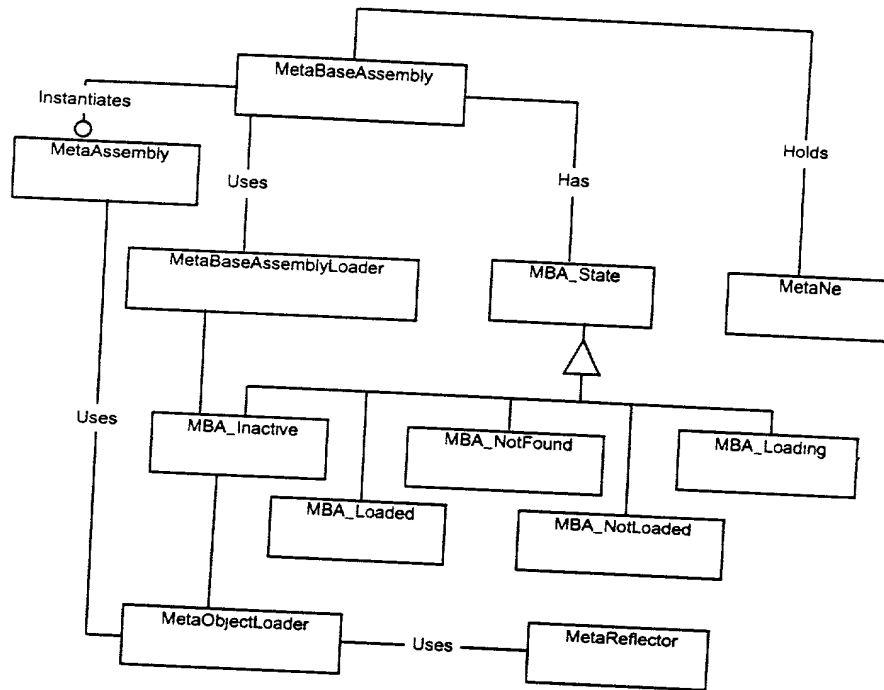 MetaBaseAssembly
Instantiates
MetaAssembly
Uses
Has
Holds
MetaBaseAssemblyLoader
MBA_State
MetaNe
Uses
MBA_Inactive
MBA_NotFound
MBA_Loading
MBA_Loaded
MBA_NotLoaded
MetaObjectLoader
Uses
MetaReflector